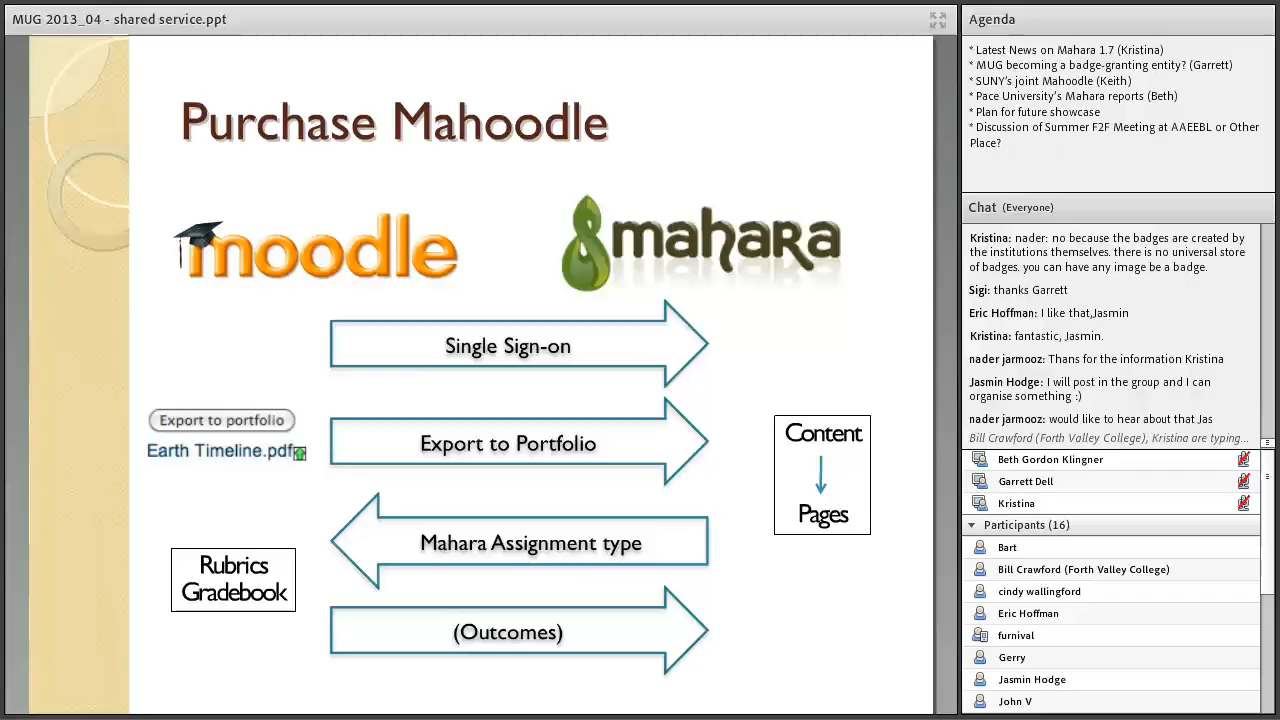 MUG 2013_04 - shared service.ppt
Purchase Mahoodle
moodle
mahara
Single Sign-on
Export to portfolio
Earth Timeline.pdf
Export to Portfolio
Content
Pages
Mahara Assignment type
Rubrics
Gradebook
(Outcomes)
Agenda
* Latest News on Mahara 1.7 (Kristina)
* MUG becoming a badge-granting entity? (Garrett)
* SUNY's joint Mahoodle (Keith)
* Pace University's Mahara reports (Beth)
* Plan for future showcase
* Discussion of Summer F2F Meeting at AAEEBL or Other
Place?
Chat (Everyone)
Kristina: nader: no because the badges are created by
the institutions themselves. there is no universal store
of badges. you can have any image be a badge.
Sigi: thanks Garrett
Eric Hoffman: I like that,Jasmin
Kristina: fantastic, Jasmin.
nader jarmooz: Thans for the information Kristina
Jasmin Hodge: I will post in the group and I can
organise something :)
nader jarmooz: would like to hear about that Jas
Bill Crawford (Forth Valley College), Kristina are typing...
Beth Gordon Klingner
Garrett Dell
Kristina
Participants (16)
Bart
Bill Crawford (Forth Valley College)
cindy wallingford
Eric Hoffman
furnival
Gerry
Jasmin Hodge
John V